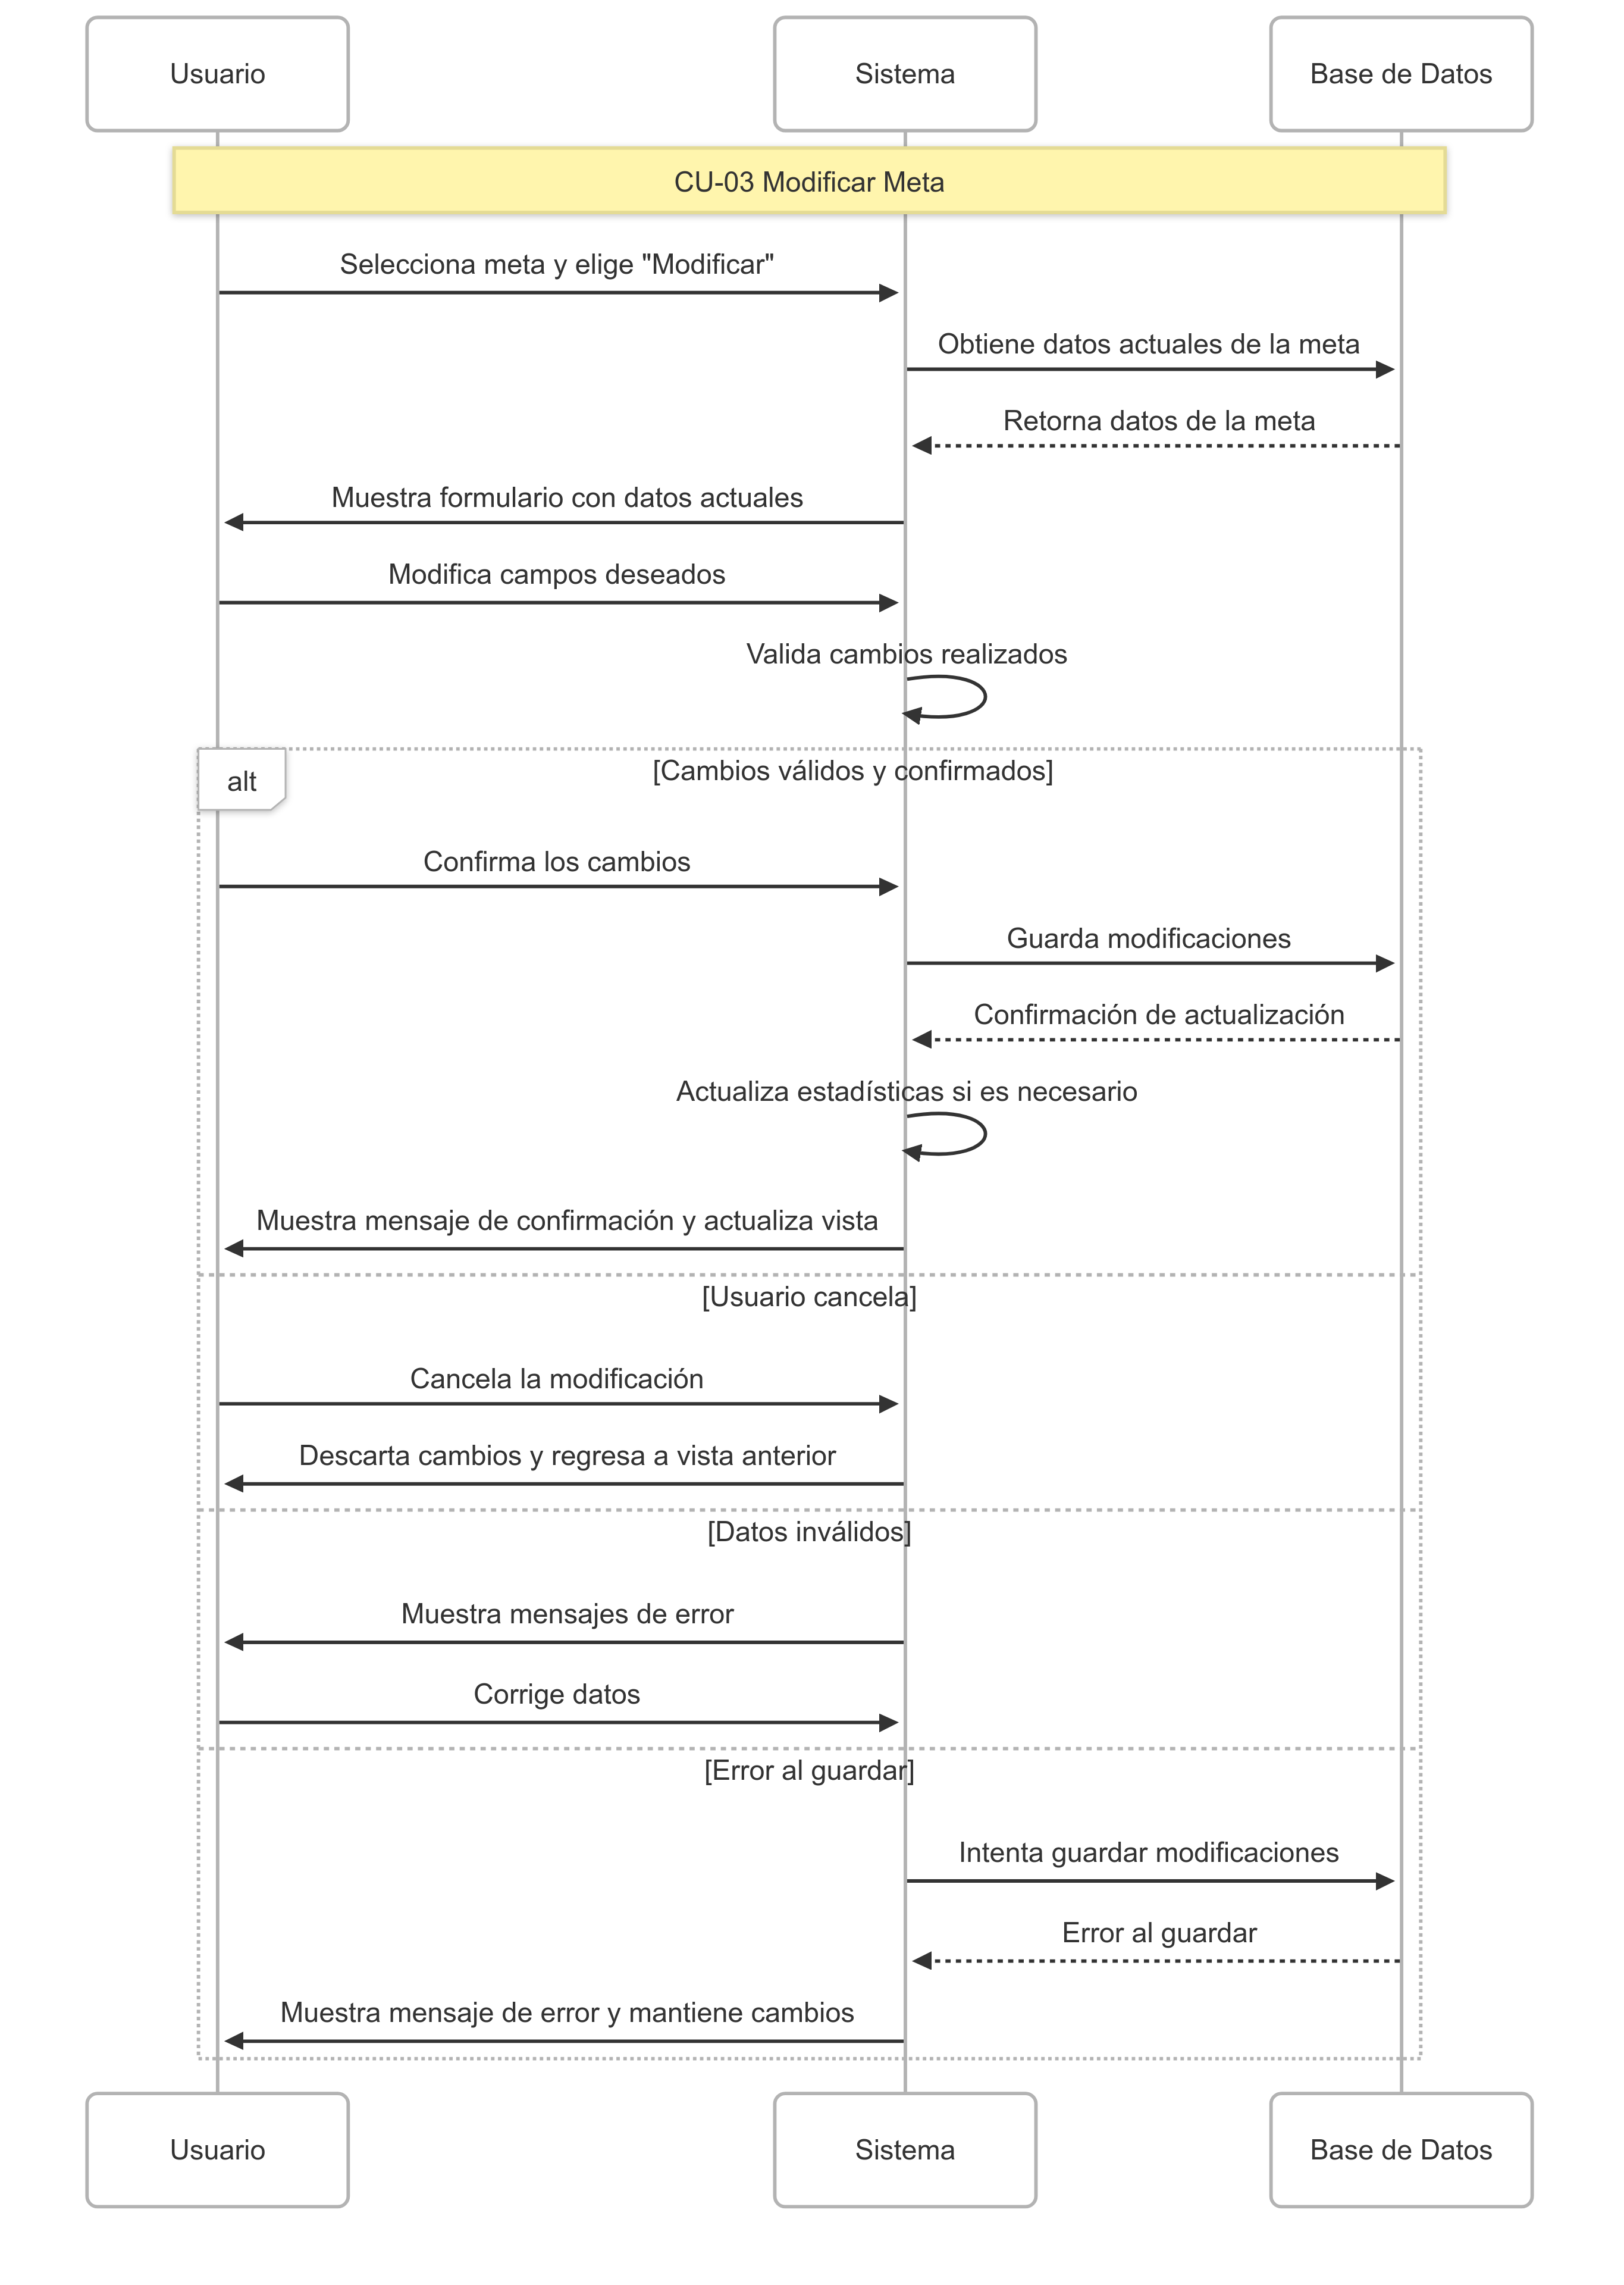 Usuario
Sistema
Base de Datos
CU-03 Modificar Meta
Selecciona meta y elige "Modificar"
Obtiene datos actuales de la meta
Retorna datos de la meta
Muestra formulario con datos actuales
Modifica campos deseados
Valida cambios realizados
alt
[Cambios válidos y confirmados]
Confirma los cambios
Guarda modificaciones
Confirmación de actualización
Actualiza estadísticas si es necesario
Muestra mensaje de confirmación y actualiza vista
[Usuario cancela]
Cancela la modificación
Descarta cambios y regresa a vista anterior
[Datos inválidos]
Muestra mensajes de error
Corrige datos
[Error al guardar]
Intenta guardar modificaciones
Error al guardar
Muestra mensaje de error y mantiene cambios
Usuario
Sistema
Base de Datos